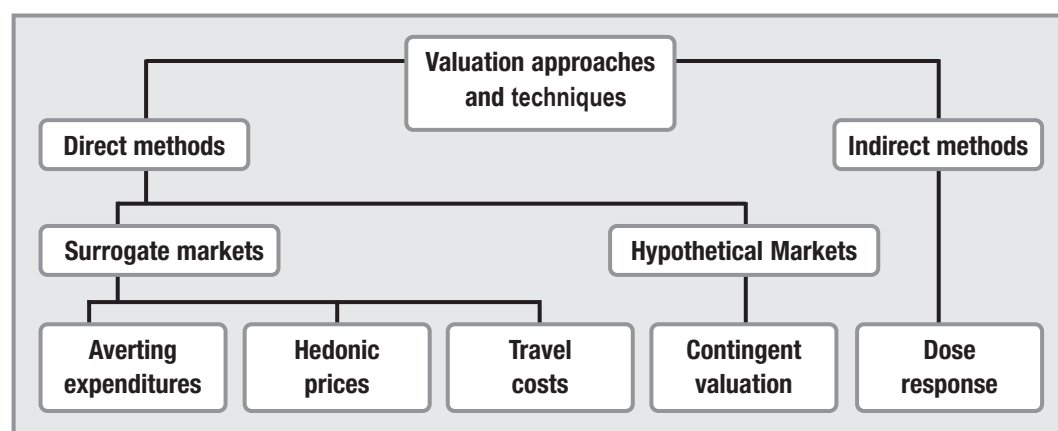 Valuation approaches
and techniques
Direct methods
Indirect methods
Surrogate markets
Hypothetical Markets
Averting
expenditures
Hedonic
prices
Travel
costs
Contingent
valuation
Dose
response